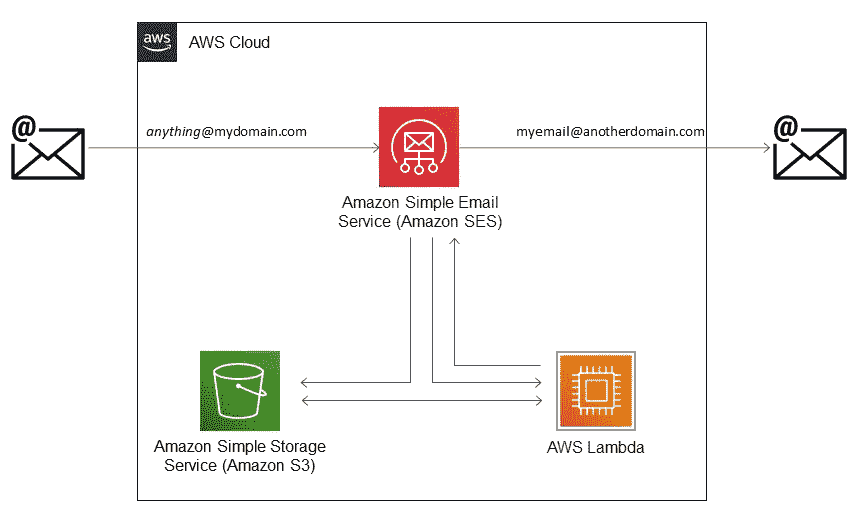 aws
AWS Cloud
@
anything@mydomain.com
myemail@anotherdomain.com
@
Amazon Simple Email
Service (Amazon SES)
Amazon Simple Storage
Service (Amazon S3)
AWS Lambda